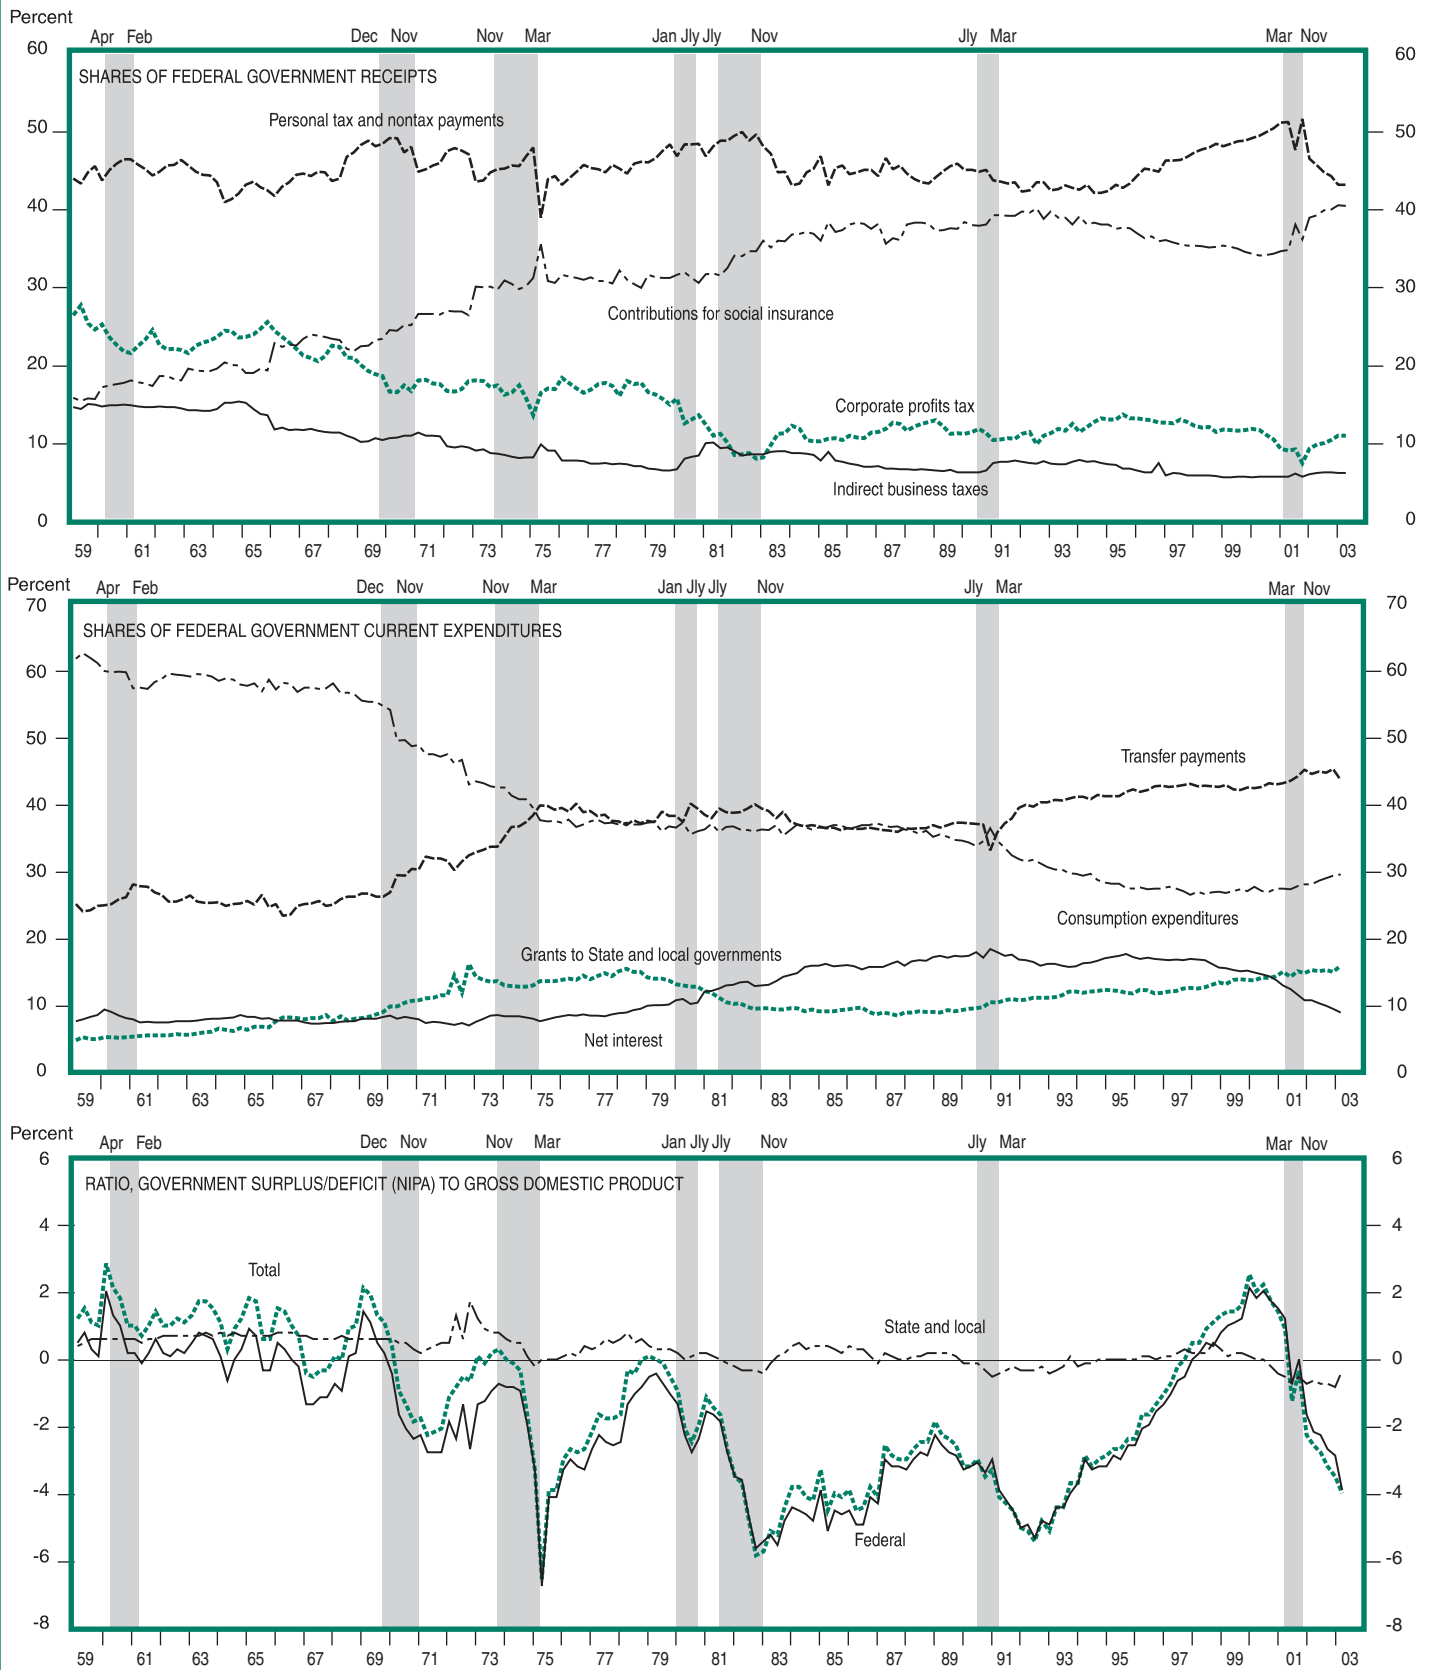 Percent
Apr Feb Dec Nov Nov Mar Jan Jly Jly Nov Jly Mar Mar Nov
60 60
SHARES OF FEDERAL GOVERNMENT RECEIPTS
Personal tax and nontax payments
50 50
40 40
30 30
Contributions for social insurance
20 20
Corporate profits tax
10 10
Indirect business taxes
0 0
59 61 63 65 67 69 71 73 75 77 79 81 83 85 87 89 91 93 95 97 99 01 03
Percent
Apr Feb Dec Nov Nov Mar Jan Jly Jly Nov Jly Mar Mar Nov
70 70
SHARES OF FEDERAL GOVERNMENT CURRENT EXPENDITURES
60 60
50 50
Transfer payments
40 40
30 30
Consumption expenditures
20 20
Grants to State and local governments
10 10
Net interest
0 0
59 61 63 65 67 69 71 73 75 77 79 81 83 85 87 89 91 93 95 97 99 01 03
Percent
Apr Feb Dec Nov Nov Mar Jan Jly Jly Nov Jly Mar Mar Nov
6 6
RATIO, GOVERNMENT SURPLUS/DEFICIT (NIPA) TO GROSS DOMESTIC PRODUCT
4 4
Total
2 2
State and local
0 0
-2 -2
-4 -4
Federal
-6 -6
-8 -8
59 61 63 65 67 69 71 73 75 77 79 81 83 85 87 89 91 93 95 97 99 01 03